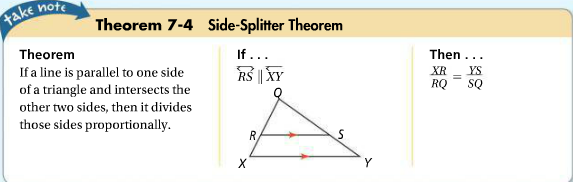 take note
Theorem 7-4 Side-Splitter Theorem
Theorem
If a line is parallel to one side
of a triangle and intersects the
other two sides, then it divides
those sides proportionally.
If . . .
RS ∥ XY
Q
R S
X Y
Then . . .
XR/RQ = YS/SQ